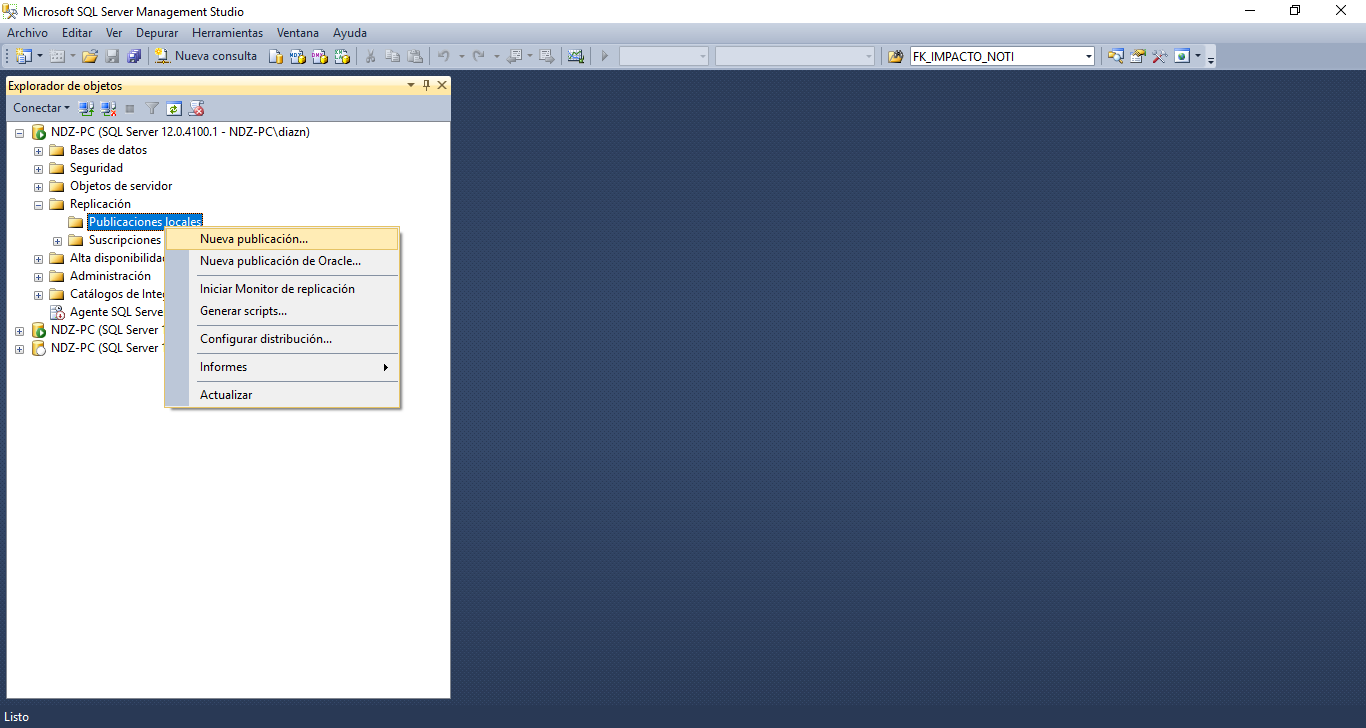 Microsoft SQL Server Management Studio
Archivo Editar Ver Depurar Herramientas Ventana Ayuda
Nueva consulta
FK_IMPACTO_NOTI
Explorador de objetos
Conectar
NDZ-PC (SQL Server 12.0.4100.1 - NDZ-PC\diazn)
Bases de datos
Seguridad
Objetos de servidor
Replicación
Publicaciones locales
Suscripciones
Alta disponibilida
Administración
Catálogos de Integ
Agente SQL Serve
NDZ-PC (SQL Server 1
NDZ-PC (SQL Server 1
Nueva publicación...
Nueva publicación de Oracle...
Iniciar Monitor de replicación
Generar scripts...
Configurar distribución...
Informes
Actualizar
Listo